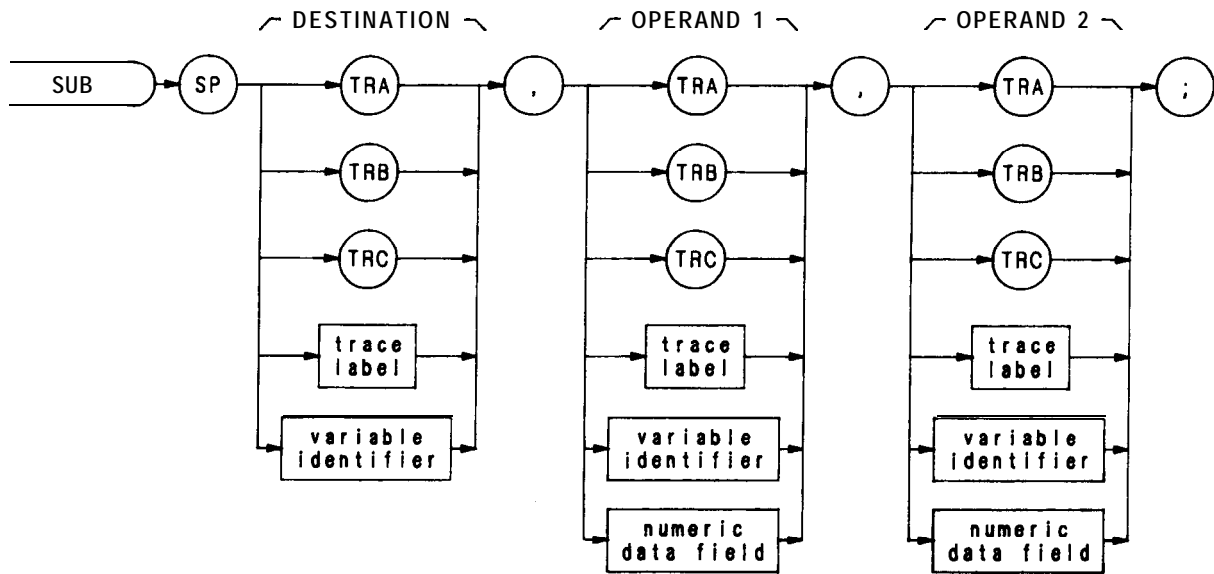 DESTINATION OPERAND 1 OPERAND 2
SUB SP TRA , TRA , TRA ;
TRB TRB TRB
TRC TRC TRC
trace trace trace
label label label
variable variable variable
identifier identifier identifier
numeric numeric
data field data field